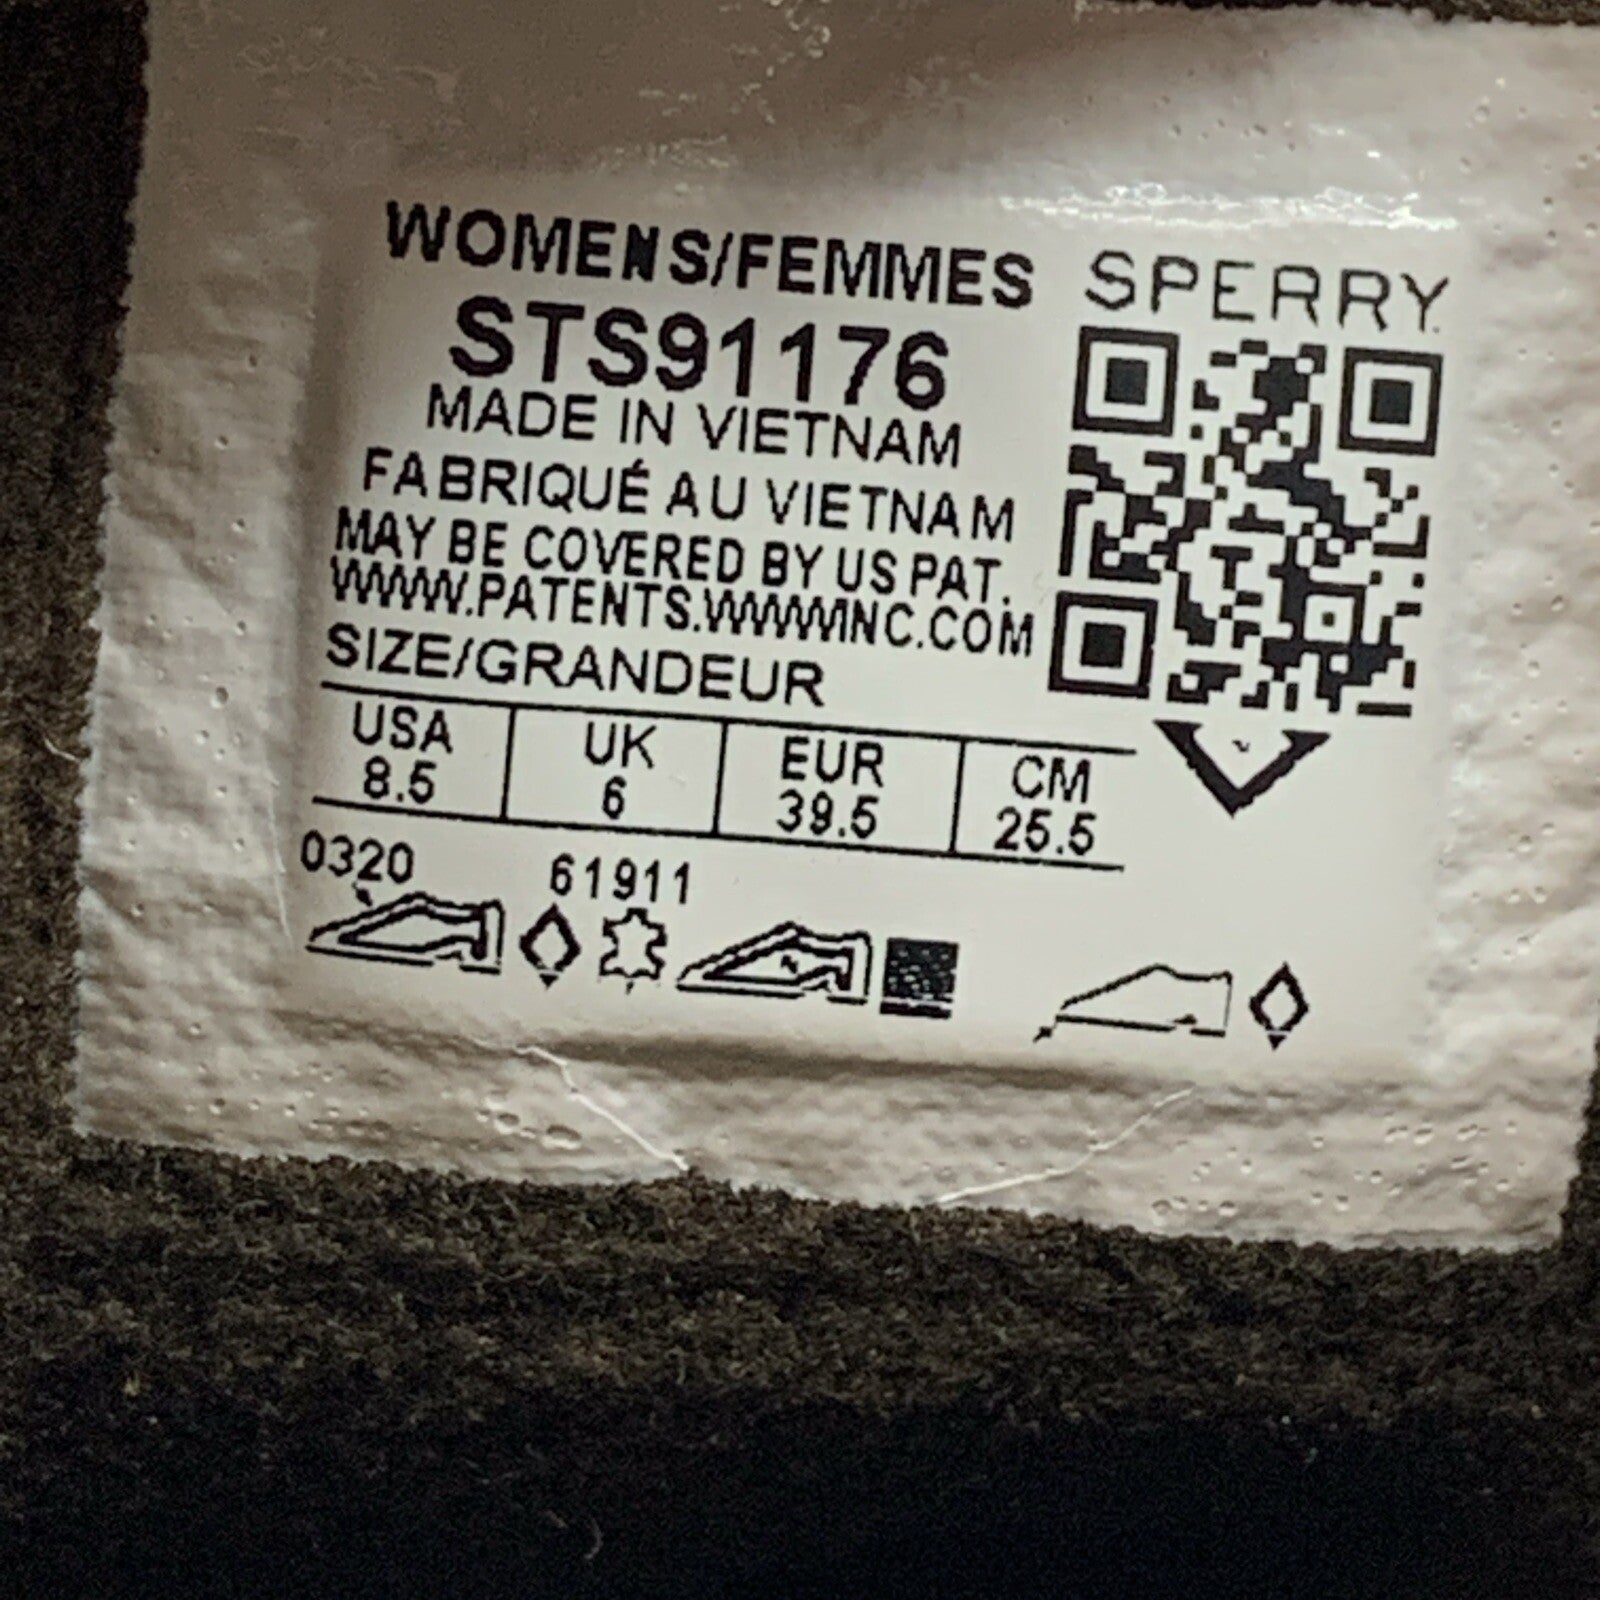 WOMENS/FEMMES
SPERRY
STS91176
MADE IN VIETNAM
FABRIQUÉ AU VIETNAM
MAY BE COVERED BY US PAT.
WWW.PATENTS.WWWINC.COM
SIZE/GRANDEUR
USA UK EUR CM
8.5 6 39.5 25.5
0320 61911